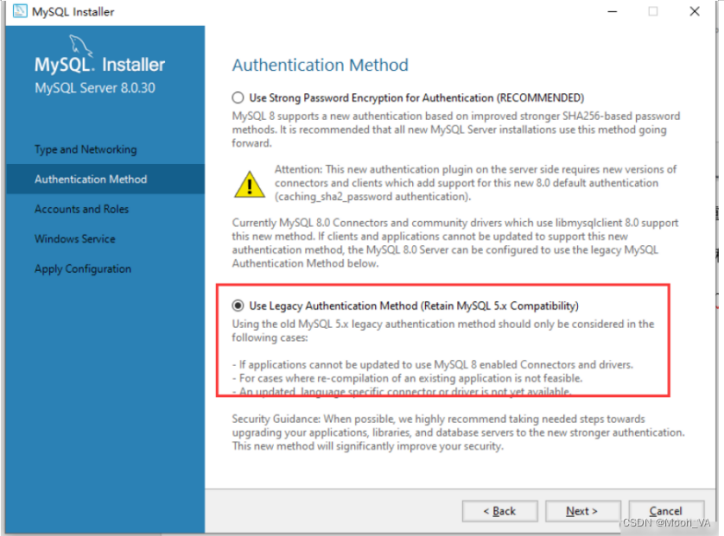 MySQL Installer
MySQL. Installer
MySQL Server 8.0.30
Type and Networking
Authentication Method
Accounts and Roles
Windows Service
Apply Configuration
Authentication Method
Use Strong Password Encryption for Authentication (RECOMMENDED)
MySQL 8 supports a new authentication based on improved stronger SHA256-based password
methods. It is recommended that all new MySQL Server installations use this method going
forward.
Attention: This new authentication plugin on the server side requires new versions of
connectors and clients which add support for this new 8.0 default authentication
(caching_sha2_password authentication).
Currently MySQL 8.0 Connectors and community drivers which use libmysqlclient 8.0 support
this new method. If clients and applications cannot be updated to support this new
authentication method, the MySQL 8.0 Server can be configured to use the legacy MySQL
Authentication Method below.
Use Legacy Authentication Method (Retain MySQL 5.x Compatibility)
Using the old MySQL 5.x legacy authentication method should only be considered in the
following cases:
- If applications cannot be updated to use MySQL 8 enabled Connectors and drivers.
- For cases where re-compilation of an existing application is not feasible.
- An updated, language specific connector or driver is not yet available.
Security Guidance: When possible, we highly recommend taking needed steps towards
upgrading your applications, libraries, and database servers to the new stronger authentication.
This new method will significantly improve your security.
< Back
Next >
Cancel
CSDN @Moon_VA